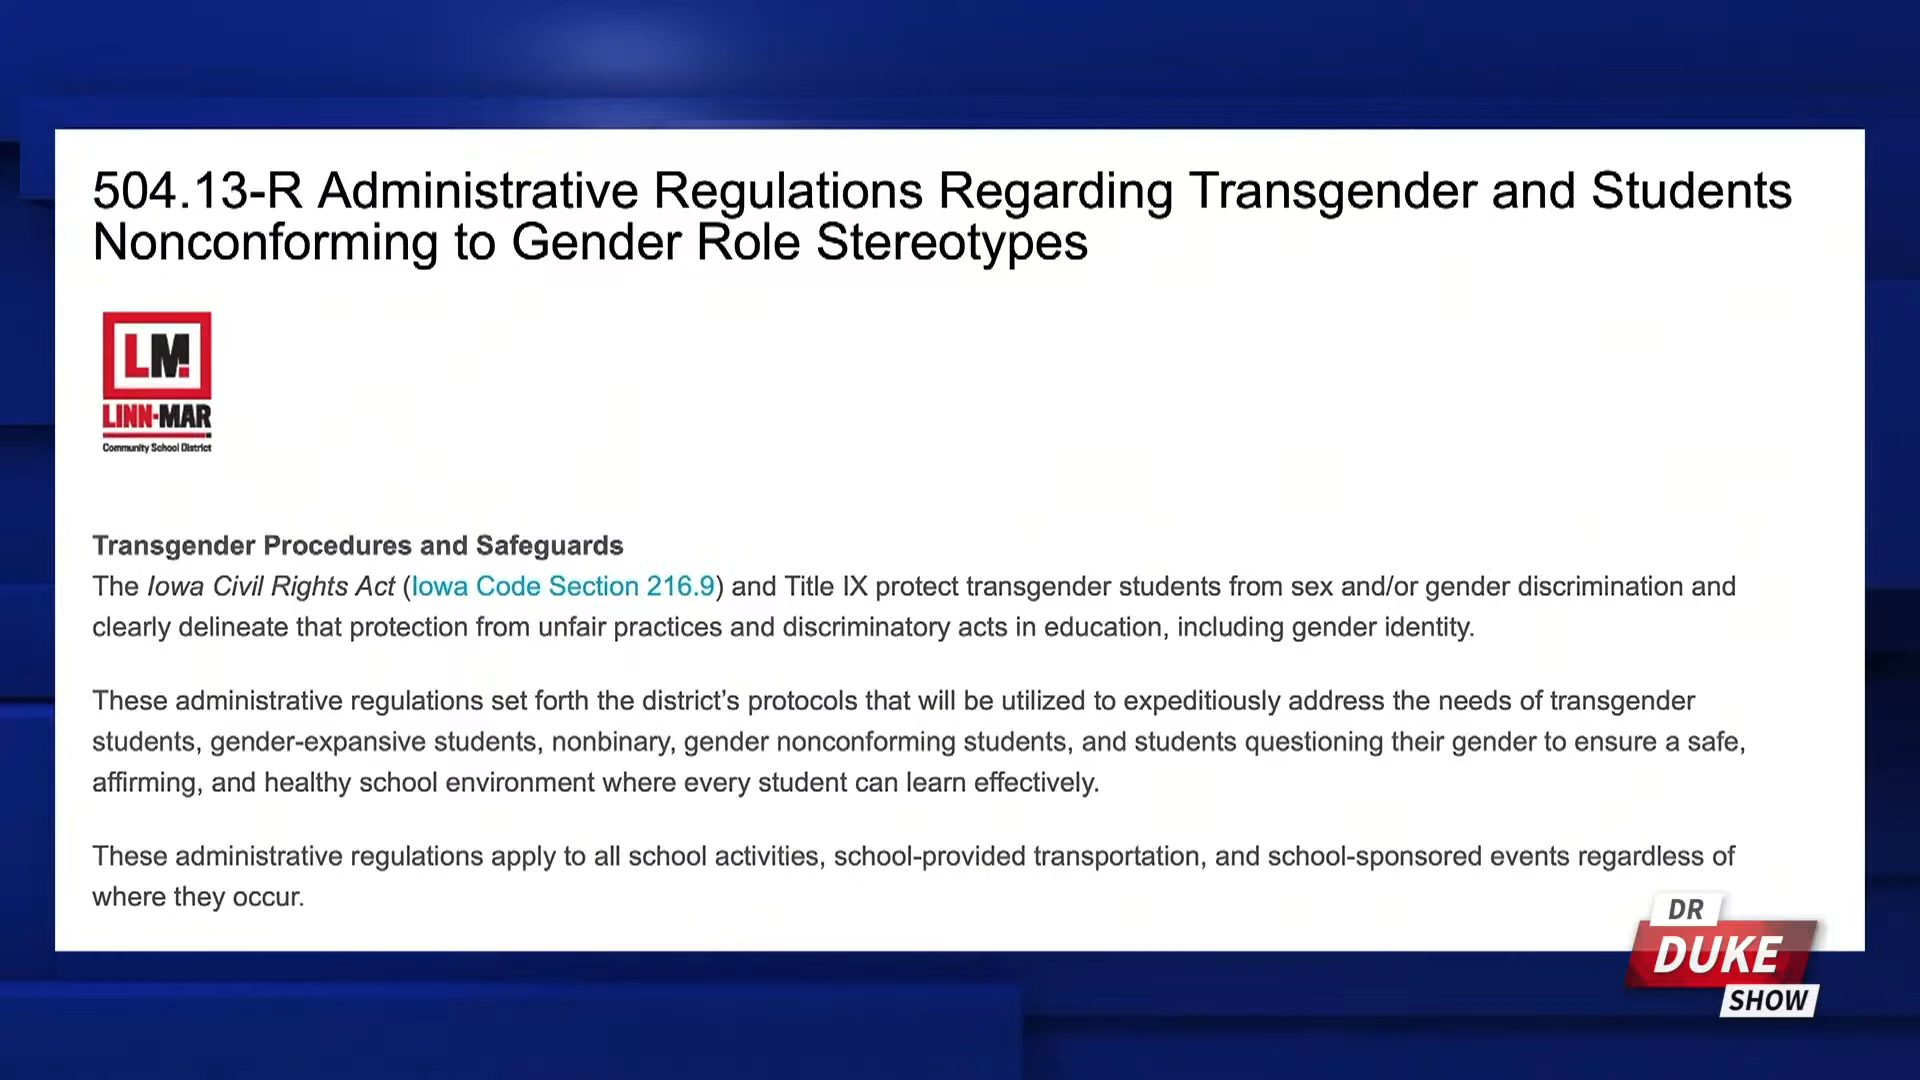 504.13-R Administrative Regulations Regarding Transgender and Students
Nonconforming to Gender Role Stereotypes
LM
LINN-MAR
Community School District
Transgender Procedures and Safeguards
The Iowa Civil Rights Act (Iowa Code Section 216.9) and Title IX protect transgender students from sex and/or gender discrimination and
clearly delineate that protection from unfair practices and discriminatory acts in education, including gender identity.
These administrative regulations set forth the district’s protocols that will be utilized to expeditiously address the needs of transgender
students, gender-expansive students, nonbinary, gender nonconforming students, and students questioning their gender to ensure a safe,
affirming, and healthy school environment where every student can learn effectively.
These administrative regulations apply to all school activities, school-provided transportation, and school-sponsored events regardless of
where they occur.
DR
DUKE
SHOW